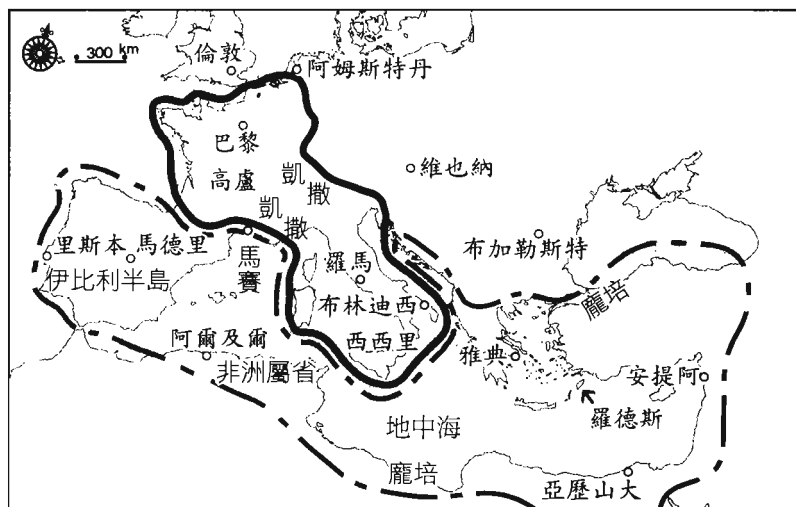 300 km
倫敦
阿姆斯特丹
巴黎
高盧
凱撒
維也納
凱撒
里斯本
馬德里
伊比利半島
馬賽
羅馬
布加勒斯特
龐培
布林迪西
西西里
阿爾及爾
非洲屬省
雅典
安提阿
羅德斯
地中海
龐培
亞歷山大